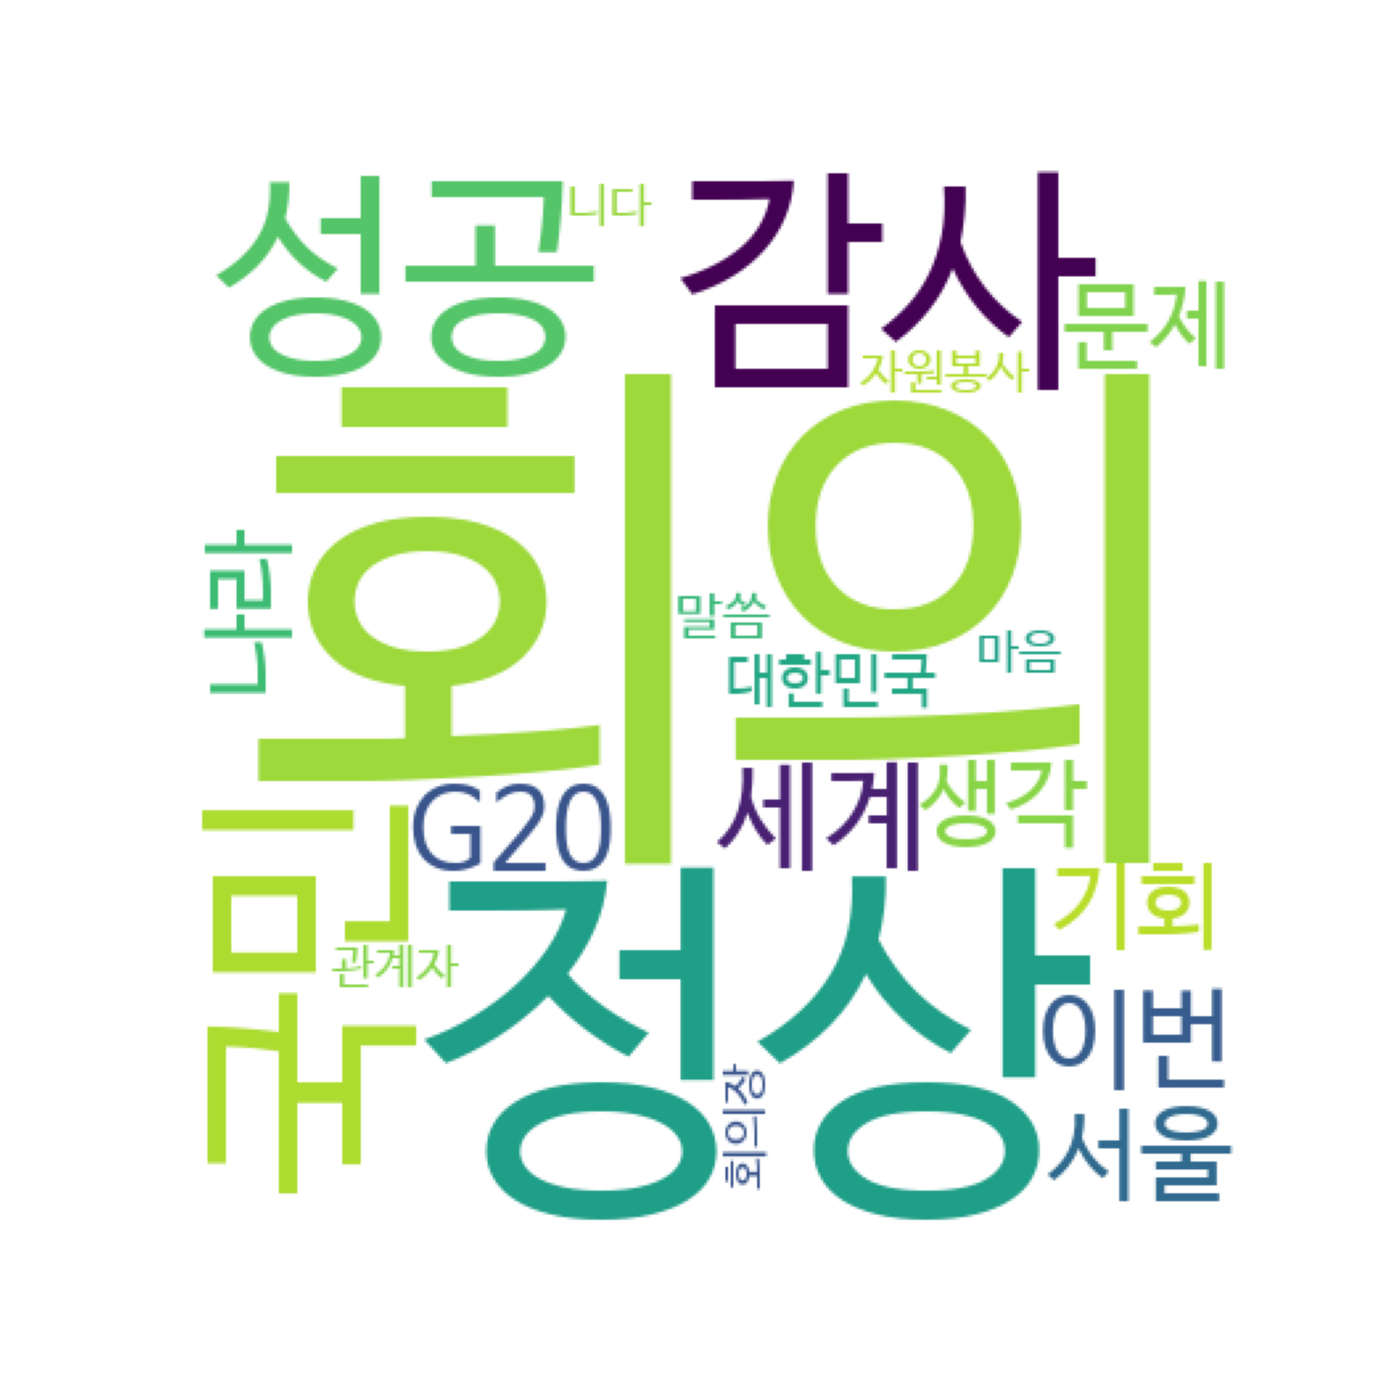 성공
니다
감사
문제
자원봉사
회의
나라
말씀
대한민국
마음
G20
세계
생각
국민
관계자
정상
기회
이번
회의장
서울